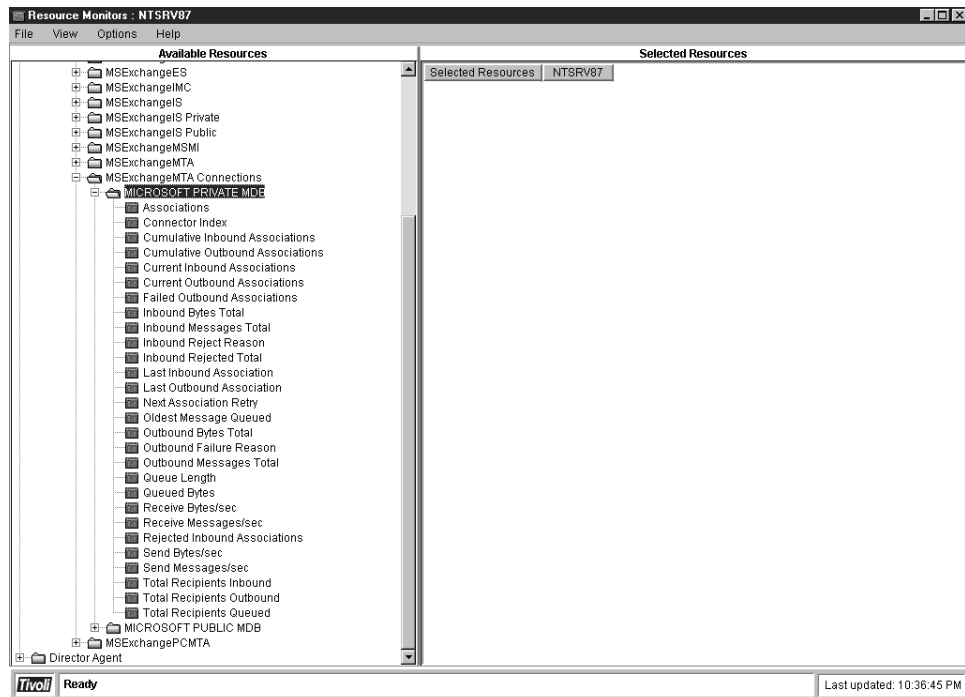 Resource Monitors : NTSRV87
File View Options Help
Available Resources
Selected Resources
MSExchangeES
Selected Resources NTSRV87
MSExchangeIMC
MSExchangeIS
MSExchangeIS Private
MSExchangeIS Public
MSExchangeMSMI
MSExchangeMTA
MSExchangeMTA Connections
MICROSOFT PRIVATE MDB
Associations
Connector Index
Cumulative Inbound Associations
Cumulative Outbound Associations
Current Inbound Associations
Current Outbound Associations
Failed Outbound Associations
Inbound Bytes Total
Inbound Messages Total
Inbound Reject Reason
Inbound Rejected Total
Last Inbound Association
Last Outbound Association
Next Association Retry
Oldest Message Queued
Outbound Bytes Total
Outbound Failure Reason
Outbound Messages Total
Queue Length
Queued Bytes
Receive Bytes/sec
Receive Messages/sec
Rejected Inbound Associations
Send Bytes/sec
Send Messages/sec
Total Recipients Inbound
Total Recipients Outbound
Total Recipients Queued
MICROSOFT PUBLIC MDB
MSExchangePCMTA
Director Agent
Tivoli Ready
Last updated: 10:36:45 PM